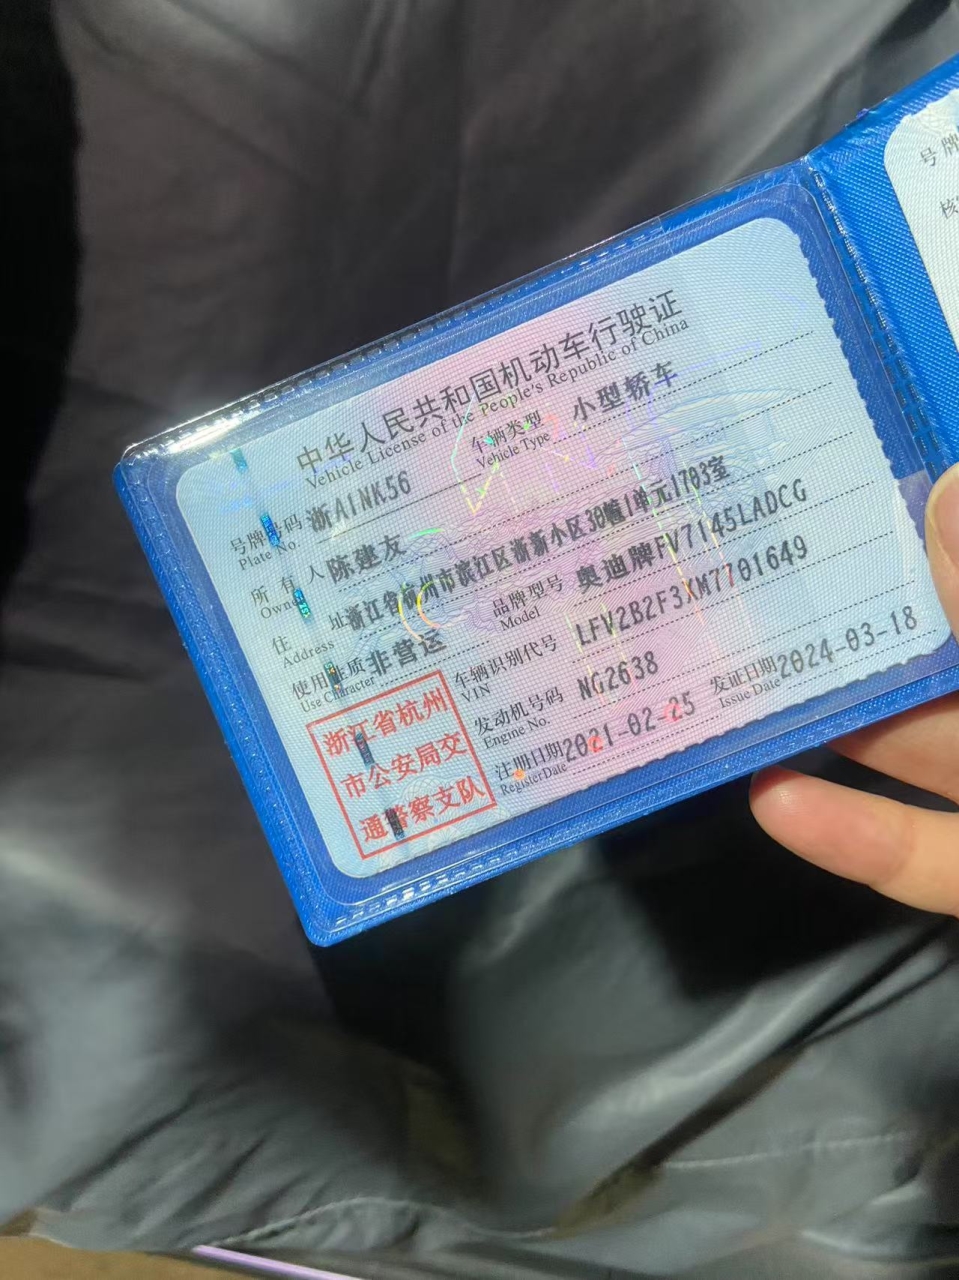 中华人民共和国机动车行驶证
Vehicle License of the People's Republic of China
号牌号码 浙A1NK56 车辆类型 小型轿车
Plate No. Vehicle Type
所有人 陈建友
Owner
住址 浙江省杭州市滨江区浙新小区30幢1单元1703室
Address
使用性质 非营运 品牌型号 奥迪牌FV7145LADCG
Use Character Model
车辆识别代号 LFV2B2F3XM7701649
VIN
发动机号码 NG2638
Engine No.
注册日期 2021-02-25 发证日期 2024-03-18
Register Date Issue Date
浙江省杭州
市公安局交
通警察支队
号牌
核